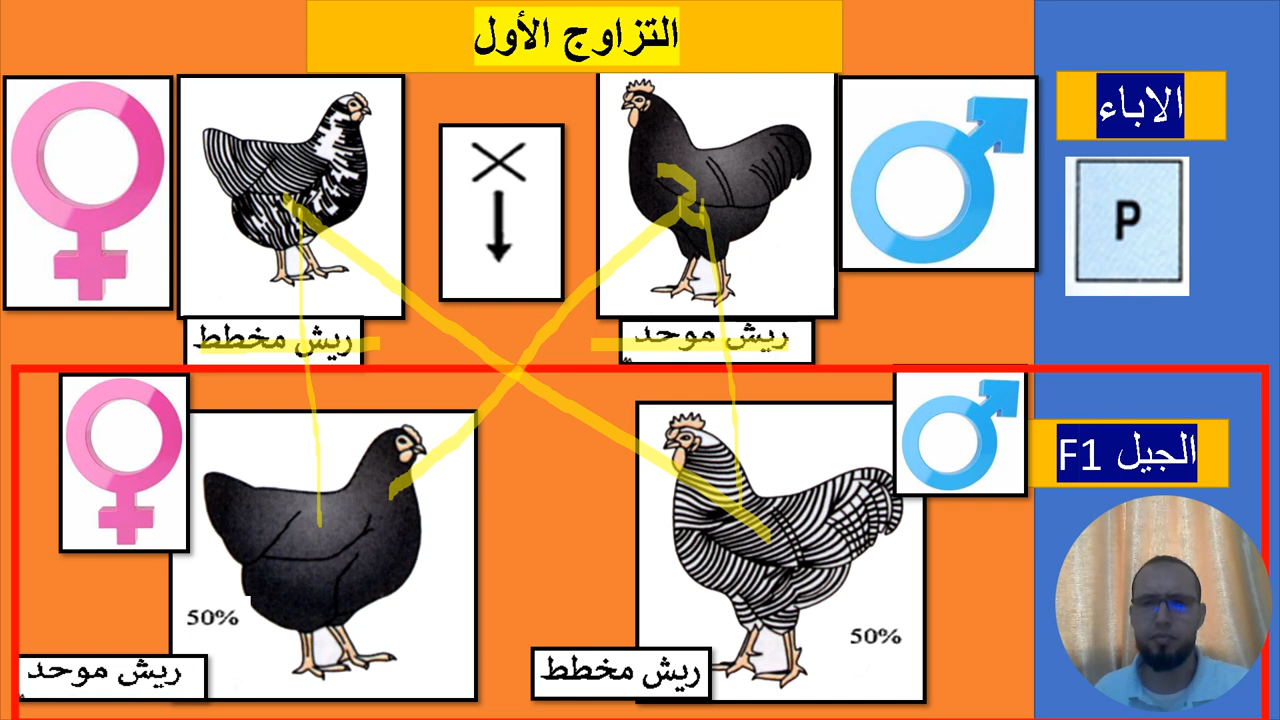 التزاوج الأول
الاباء
P
ريش موحد
ريش مخطط
الجيل F1
50%
50%
ريش مخطط
ريش موحد